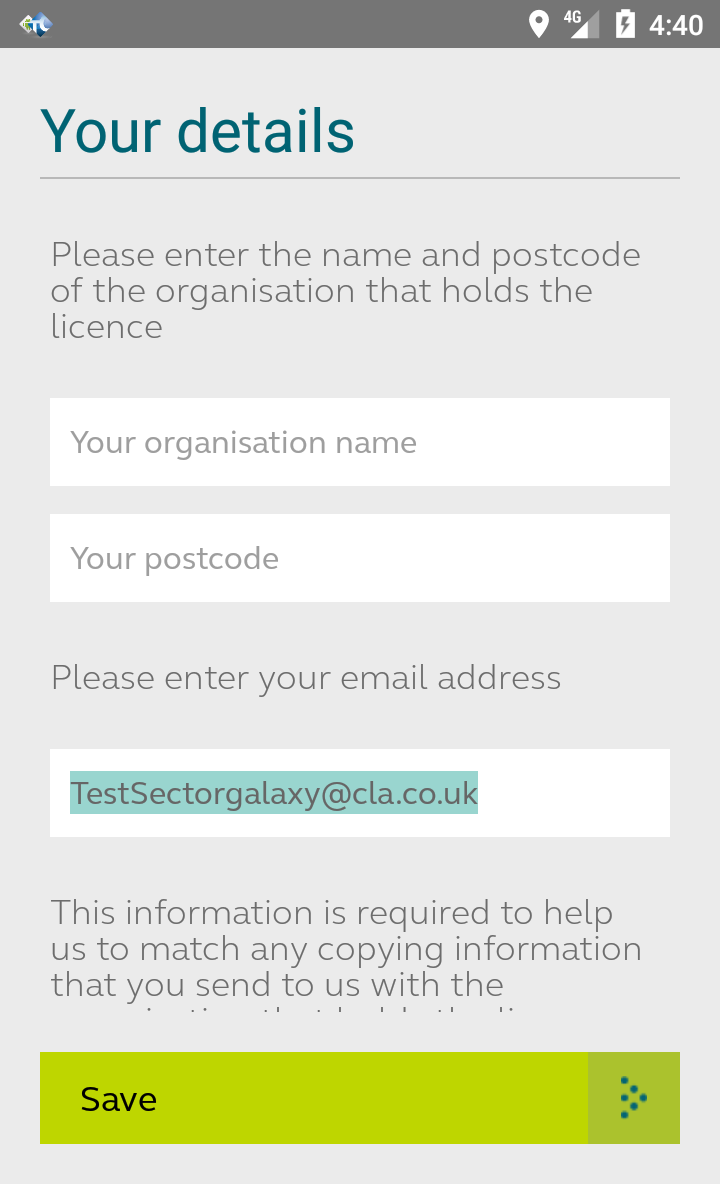 4G 4:40
Your details
Please enter the name and postcode
of the organisation that holds the
licence
Your organisation name
Your postcode
Please enter your email address
TestSectorgalaxy@cla.co.uk
This information is required to help
us to match any copying information
that you send to us with the
Save